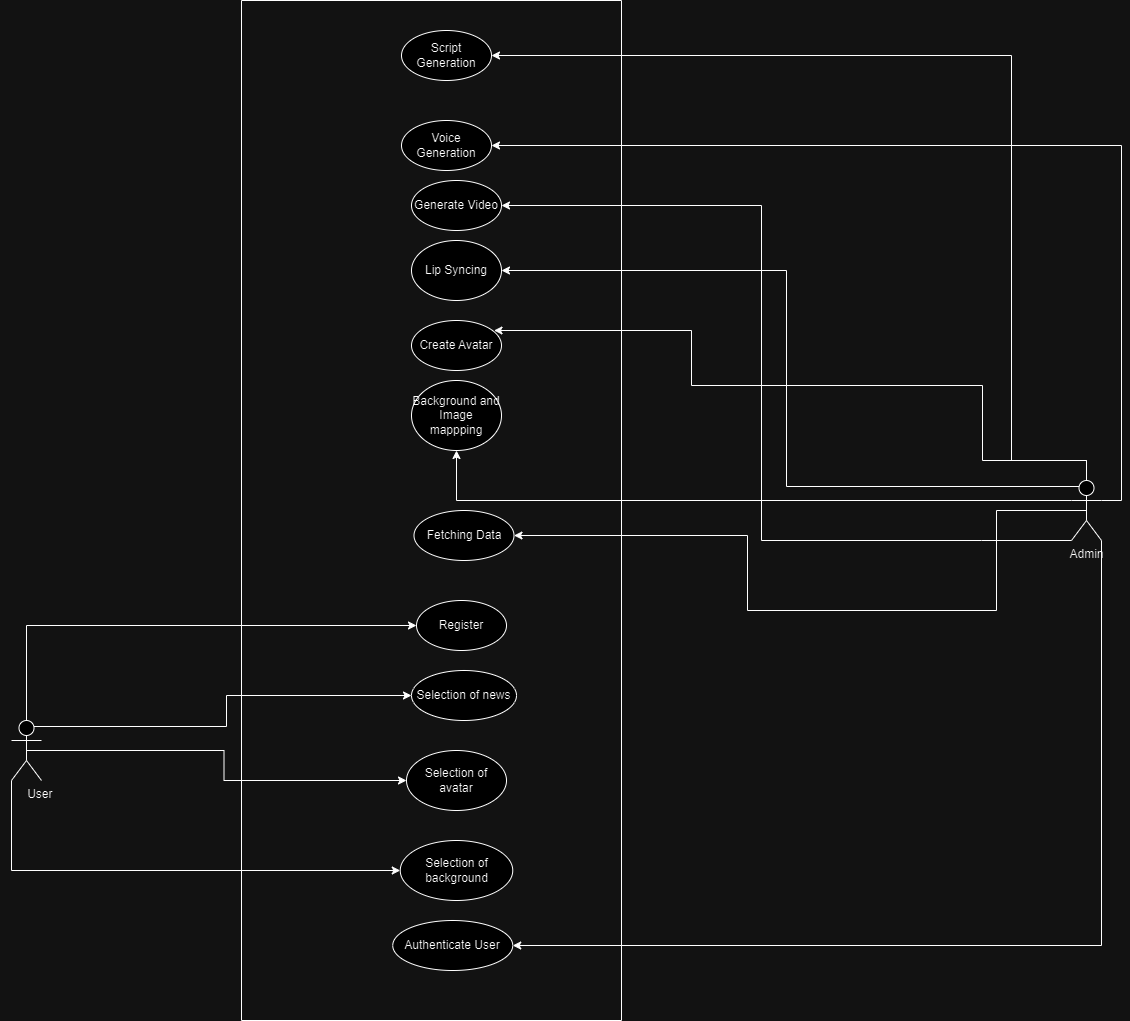 Script
Generation
Voice
Generation
Generate Video
Lip Syncing
Create Avatar
Background and
Image
mappping
Fetching Data
Admin
Register
Selection of news
Selection of
avatar
User
Selection of
background
Authenticate User